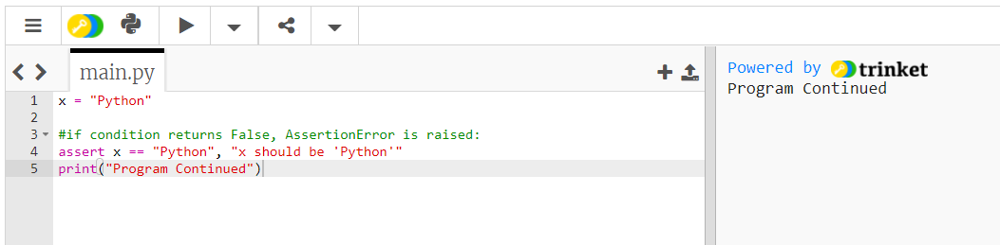 main.py
1 x = "Python"
2
3 #if condition returns False, AssertionError is raised:
4 assert x == "Python", "x should be 'Python'"
5 print("Program Continued")
Powered by trinket
Program Continued